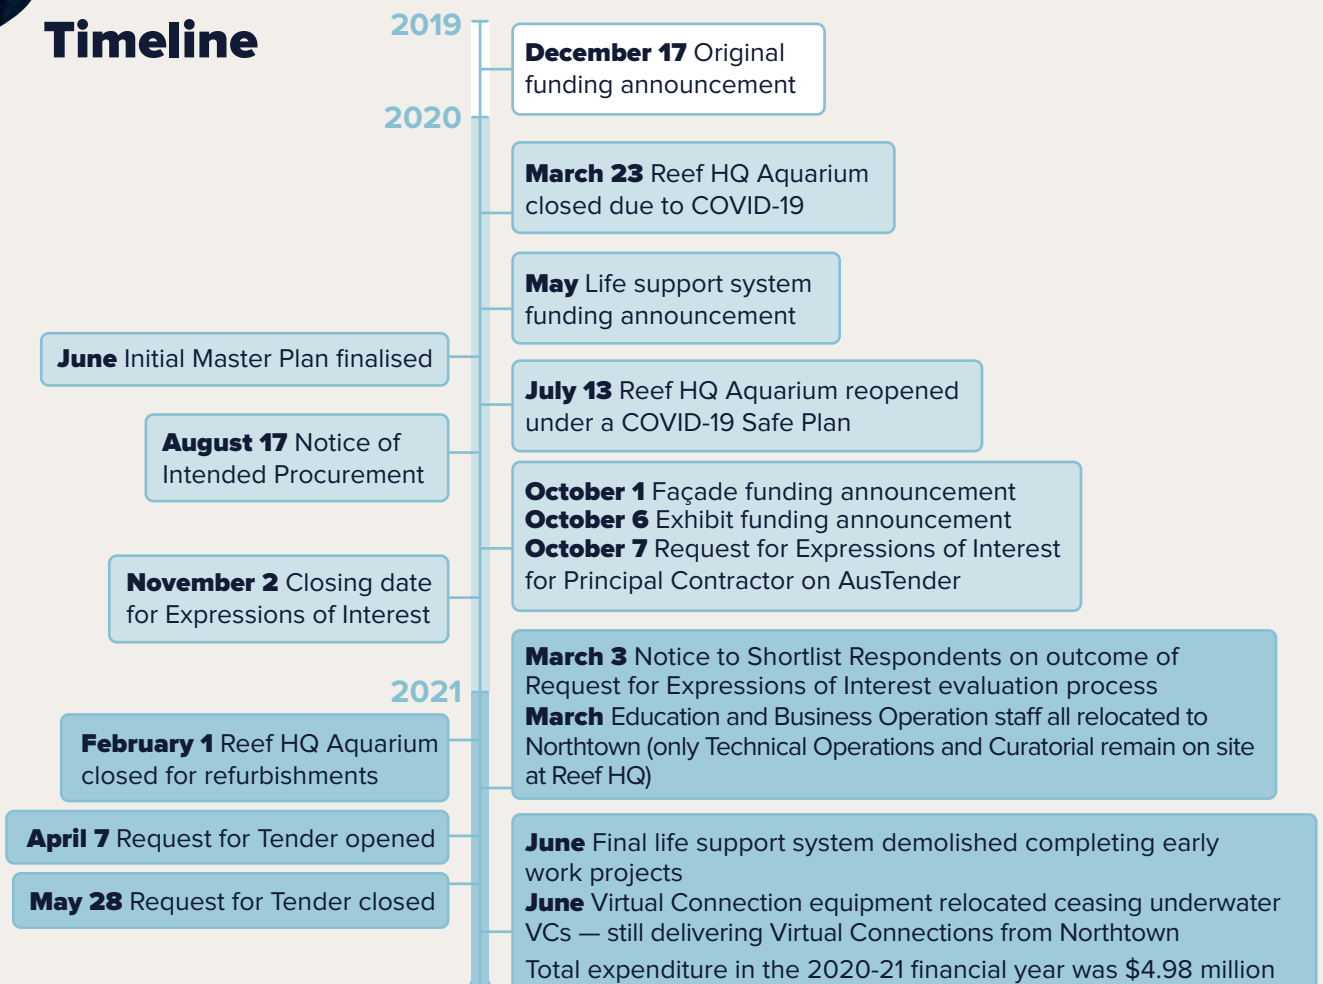 Timeline
2019
December 17 Original
funding announcement
2020
March 23 Reef HQ Aquarium
closed due to COVID-19
May Life support system
funding announcement
June Initial Master Plan finalised
July 13 Reef HQ Aquarium reopened
under a COVID-19 Safe Plan
August 17 Notice of
Intended Procurement
October 1 Façade funding announcement
October 6 Exhibit funding announcement
October 7 Request for Expressions of Interest
for Principal Contractor on AusTender
November 2 Closing date
for Expressions of Interest
2021
February 1 Reef HQ Aquarium
closed for refurbishments
March 3 Notice to Shortlist Respondents on outcome of
Request for Expressions of Interest evaluation process
March Education and Business Operation staff all relocated to
Northtown (only Technical Operations and Curatorial remain on site
at Reef HQ)
April 7 Request for Tender opened
May 28 Request for Tender closed
June Final life support system demolished completing early
work projects
June Virtual Connection equipment relocated ceasing underwater
VCs — still delivering Virtual Connections from Northtown
Total expenditure in the 2020-21 financial year was $4.98 million